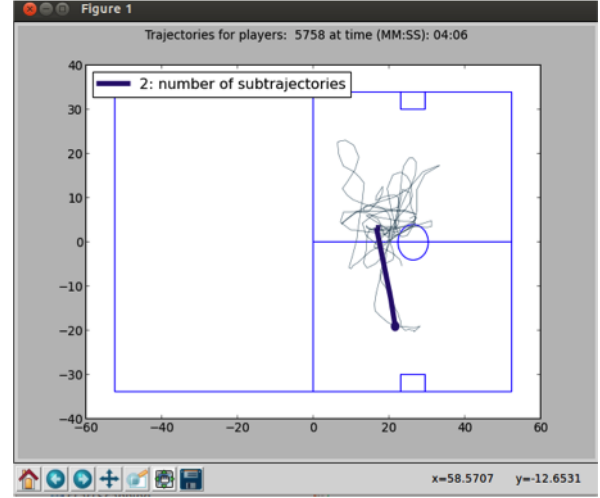 Figure 1
Trajectories for players: 5758 at time (MM:SS): 04:06
2: number of subtrajectories
40
30
20
10
0
−10
−20
−30
−40
−60 −40 −20 0 20 40 60
x=58.5707 y=-12.6531